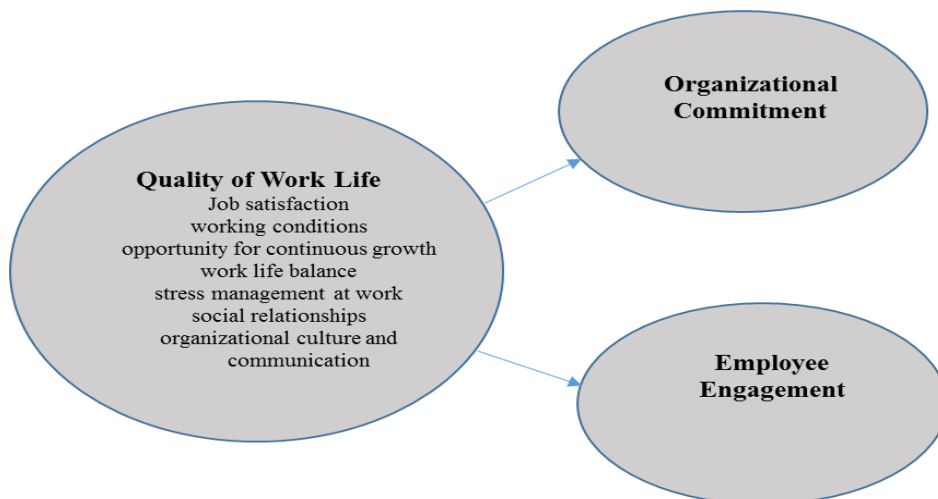 Quality of Work Life
Job satisfaction
working conditions
opportunity for continuous growth
work life balance
stress management at work
social relationships
organizational culture and
communication
Organizational
Commitment
Employee
Engagement